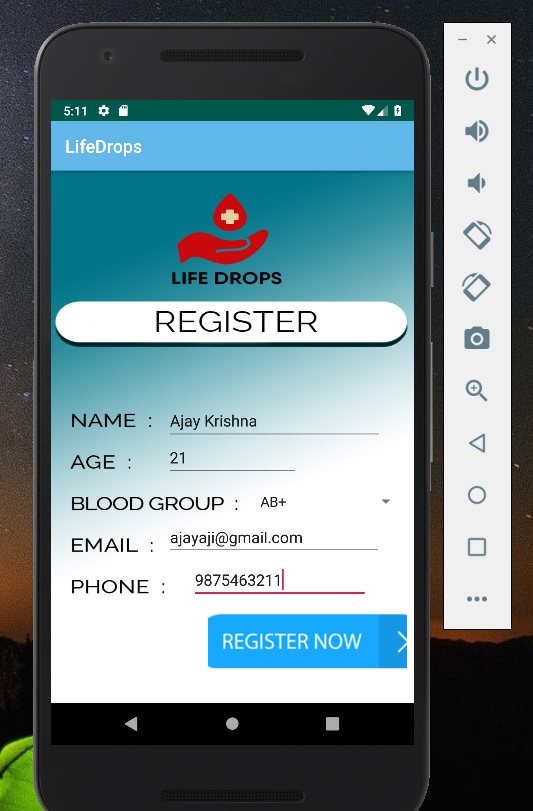 5:11
LifeDrops
LIFE DROPS
REGISTER
NAME : Ajay Krishna
AGE : 21
BLOOD GROUP : AB+
EMAIL : ajayaji@gmail.com
PHONE : 9875463211
REGISTER NOW